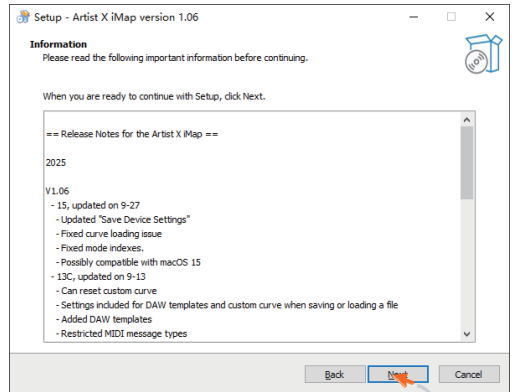 Setup - Artist X iMap version 1.06
Information
Please read the following important information before continuing.
When you are ready to continue with Setup, click Next.
== Release Notes for the Artist X iMap ==
2025
V1.06
- 15, updated on 9-27
- Updated "Save Device Settings"
- Fixed curve loading issue
- Fixed mode indexes.
- Possibly compatible with macOS 15
- 13C, updated on 9-13
- Can reset custom curve
- Settings included for DAW templates and custom curve when saving or loading a file
- Added DAW templates
- Restricted MIDI message types
Back
Next
Cancel